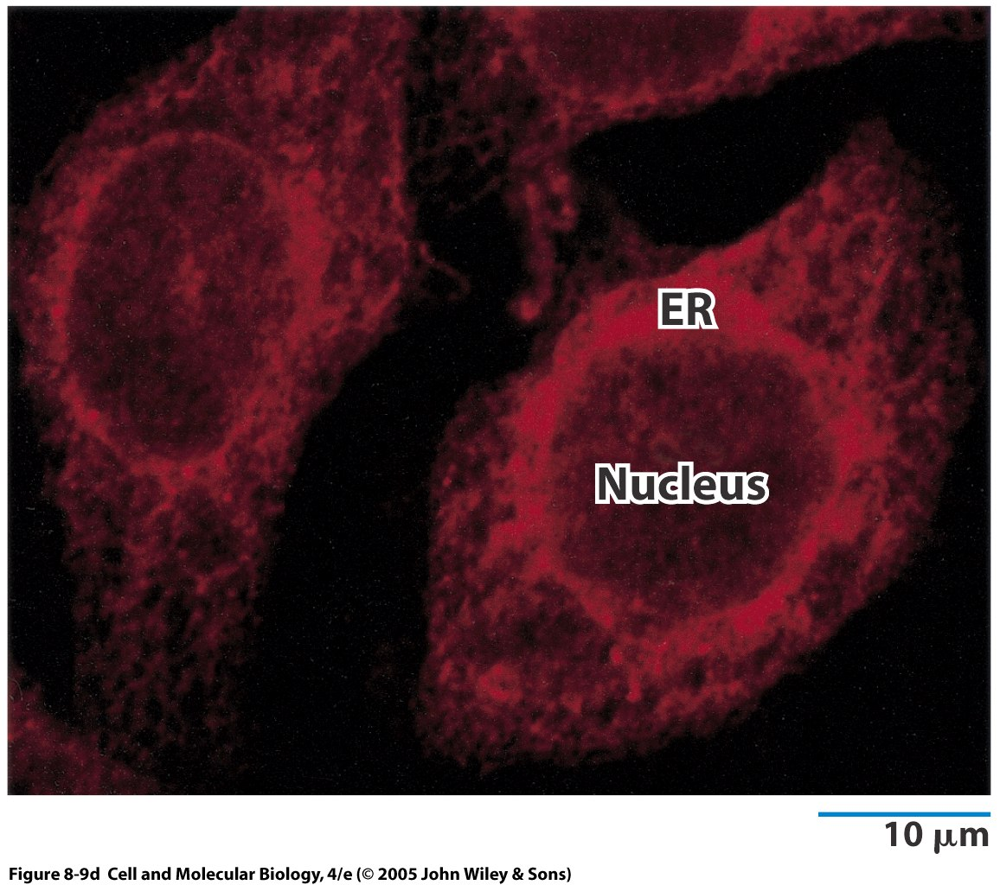 ER
Nucleus
10 μm
Figure 8-9d  Cell and Molecular Biology, 4/e (© 2005 John Wiley & Sons)